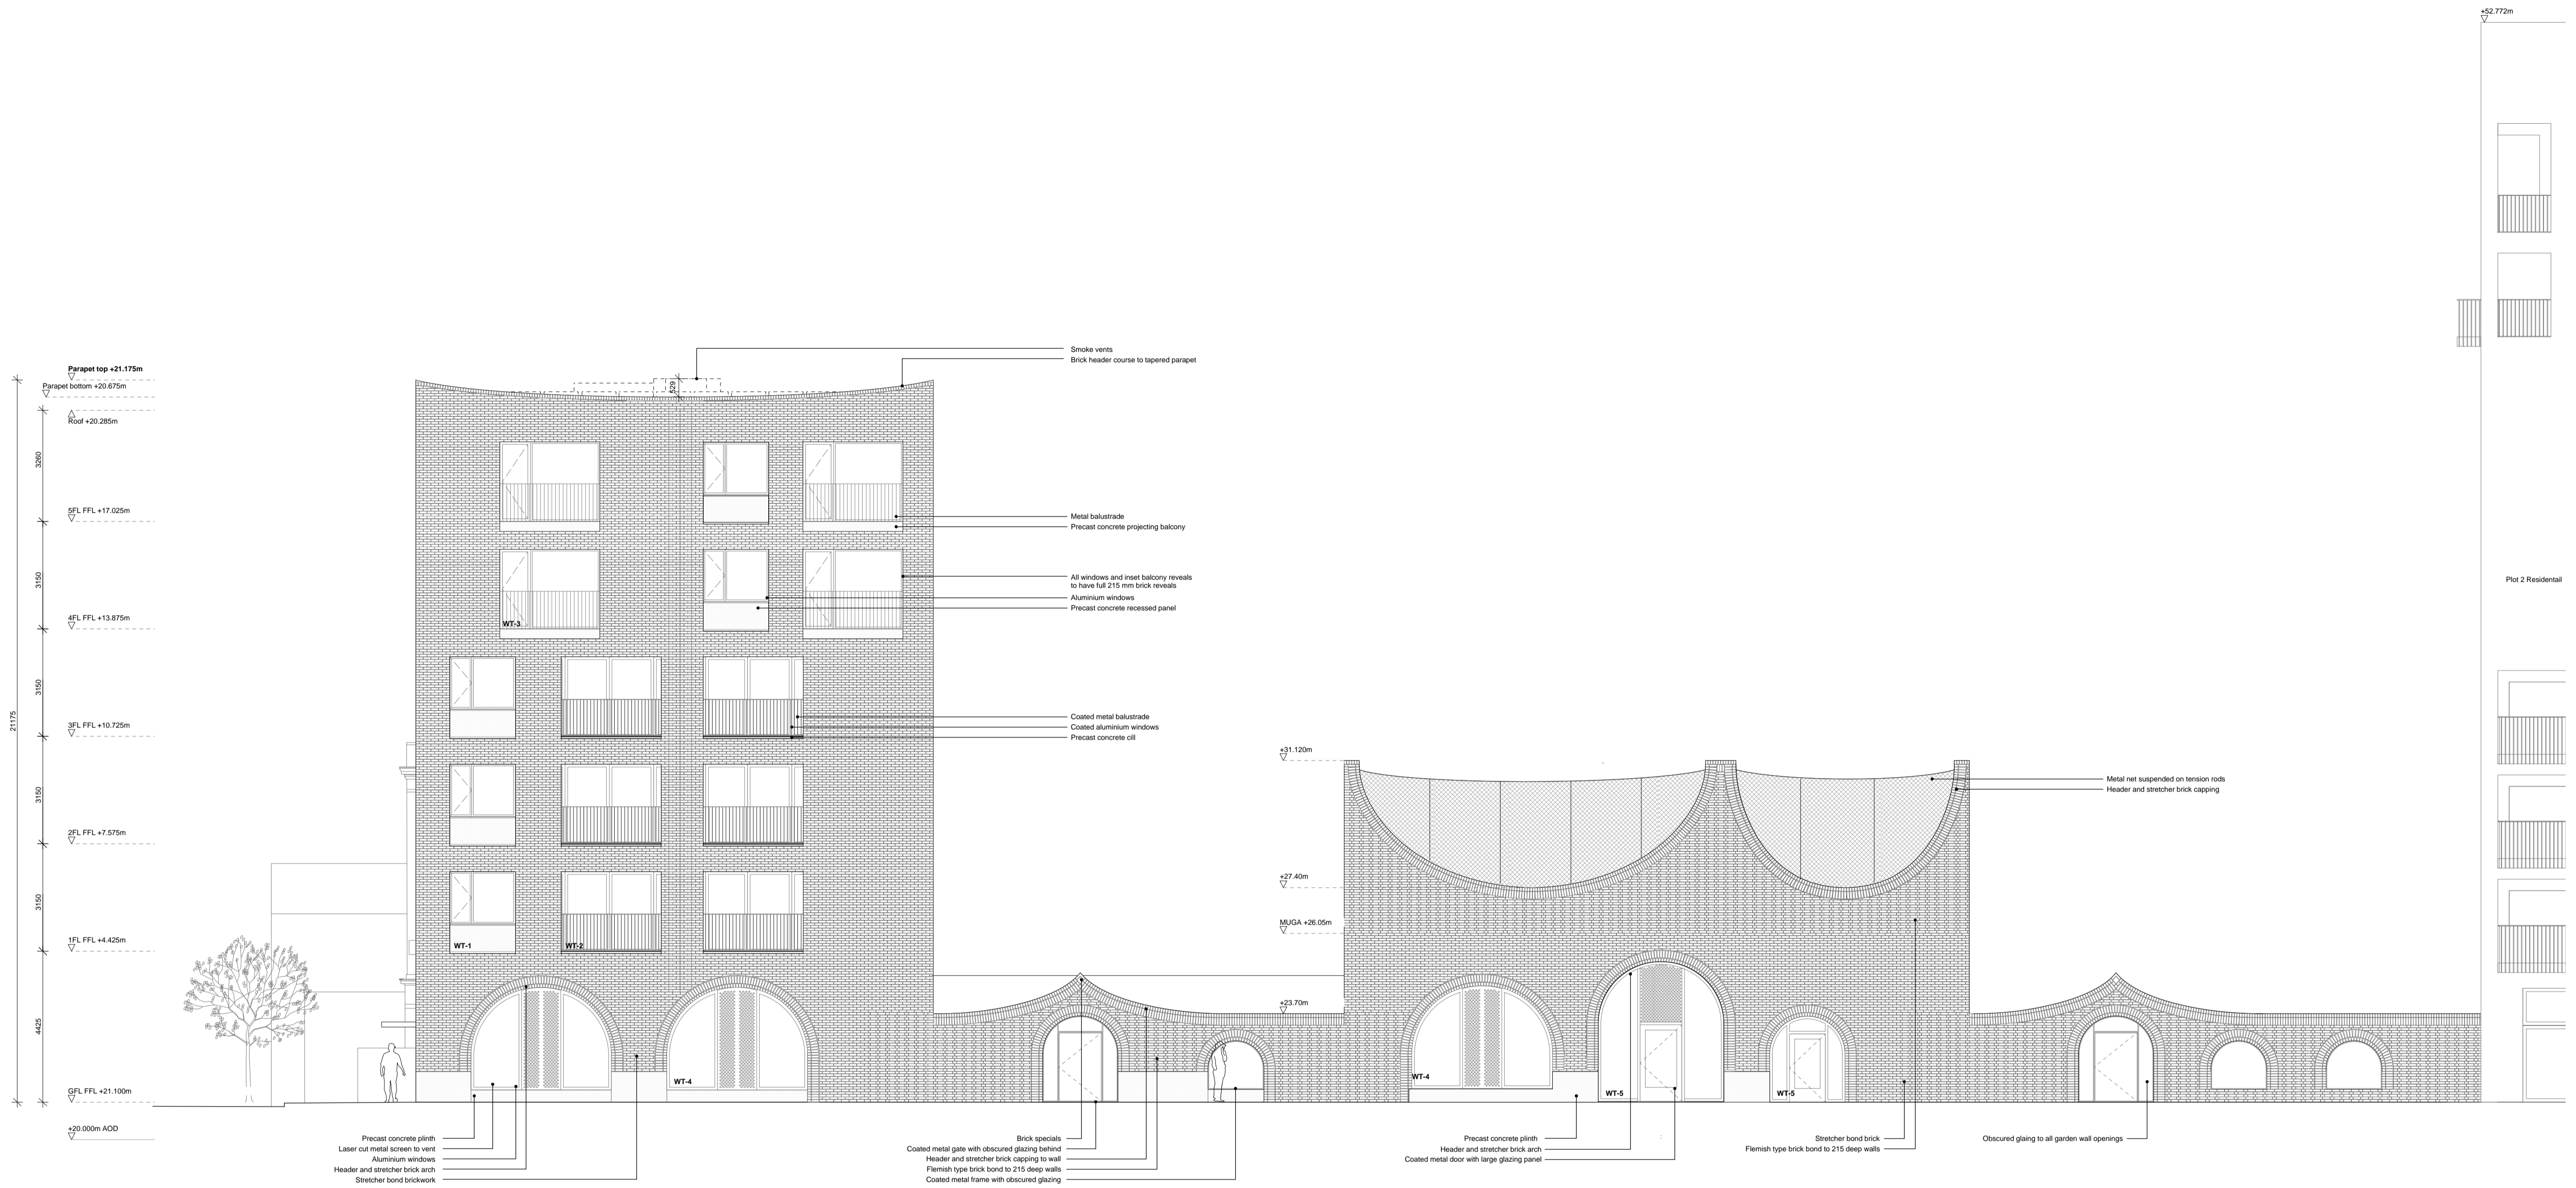 +52.772m
Smoke vents
Brick header course to tapered parapet
Parapet top +21.175m
Parapet bottom +20.675m
529
Roof +20.285m
3260
5FL FFL +17.025m
Metal balustrade
Precast concrete projecting balcony
3150
All windows and inset balcony reveals
to have full 215 mm brick reveals
Plot 2 Residentail
Aluminium windows
Precast concrete recessed panel
4FL FFL +13.875m
WT-3
3150
21175
3FL FFL +10.725m
Coated metal balustrade
Coated aluminium windows
Precast concrete cill
+31.120m
Metal net suspended on tension rods
Header and stretcher brick capping
3150
2FL FFL +7.575m
+27.40m
3150
MUGA +26.05m
1FL FFL +4.425m
WT-1
WT-2
+23.70m
4425
WT-4
WT-4
WT-5
WT-5
GFL FFL +21.100m
+20.000m AOD
Precast concrete plinth
Laser cut metal screen to vent
Aluminium windows
Header and stretcher brick arch
Stretcher bond brickwork
Brick specials
Coated metal gate with obscured glazing behind
Header and stretcher brick capping to wall
Flemish type brick bond to 215 deep walls
Coated metal frame with obscured glazing
Precast concrete plinth
Header and stretcher brick arch
Coated metal door with large glazing panel
Stretcher bond brick
Flemish type brick bond to 215 deep walls
Obscured glaing to all garden wall openings